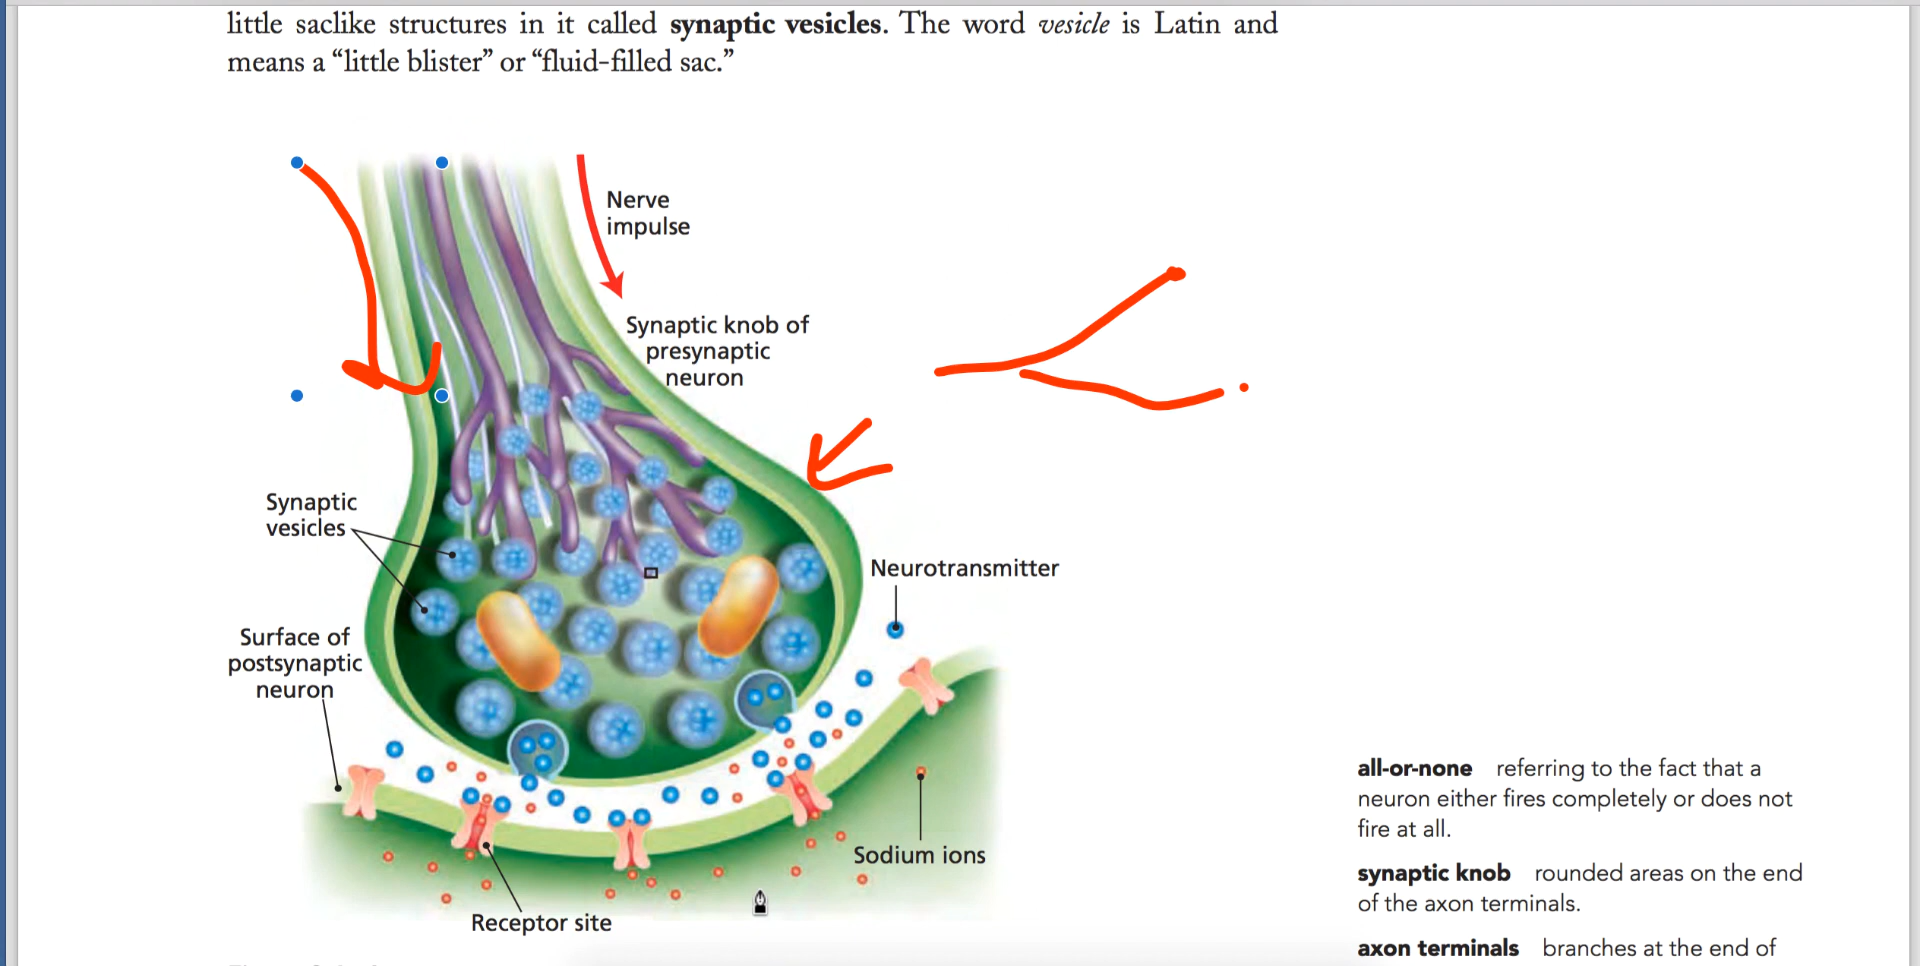 little saclike structures in it called synaptic vesicles. The word vesicle is Latin and
means a “little blister” or “fluid-filled sac.”
Nerve
impulse
Synaptic knob of
presynaptic
neuron
Synaptic
vesicles
Neurotransmitter
Surface of
postsynaptic
neuron
Sodium ions
Receptor site
all-or-none referring to the fact that a
neuron either fires completely or does not
fire at all.
synaptic knob rounded areas on the end
of the axon terminals.
axon terminals branches at the end of